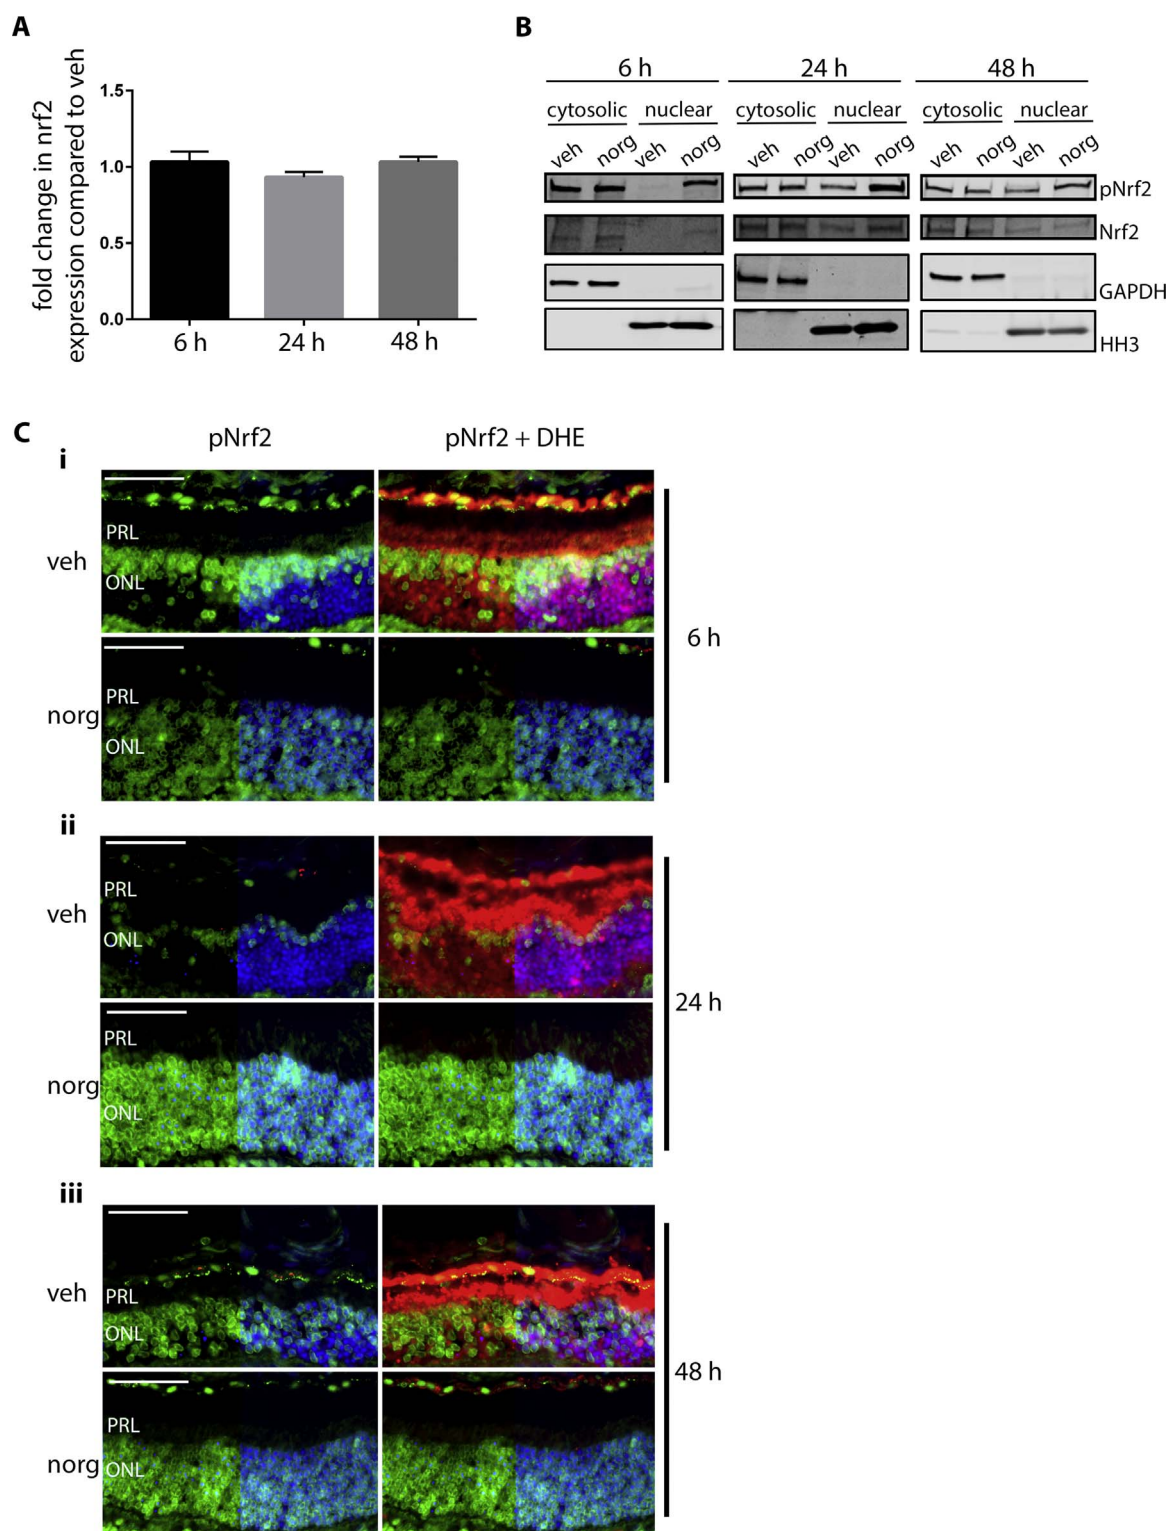 A
fold change in nrf2
expression compared to veh
1.5
1.0
0.5
0.0
6 h
24 h
48 h
B
6 h
24 h
48 h
cytosolic
nuclear
cytosolic
nuclear
cytosolic
nuclear
veh
norg
veh
norg
veh
norg
veh
norg
veh
norg
veh
norg
pNrf2
Nrf2
GAPDH
HH3
C
pNrf2
pNrf2 + DHE
i
veh
PRL
ONL
norg
PRL
ONL
6 h
ii
veh
PRL
ONL
norg
PRL
ONL
24 h
iii
veh
PRL
ONL
norg
PRL
ONL
48 h